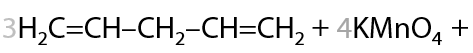 3H₂C=CH–CH₂–CH=CH₂ + 4KMnO₄ +